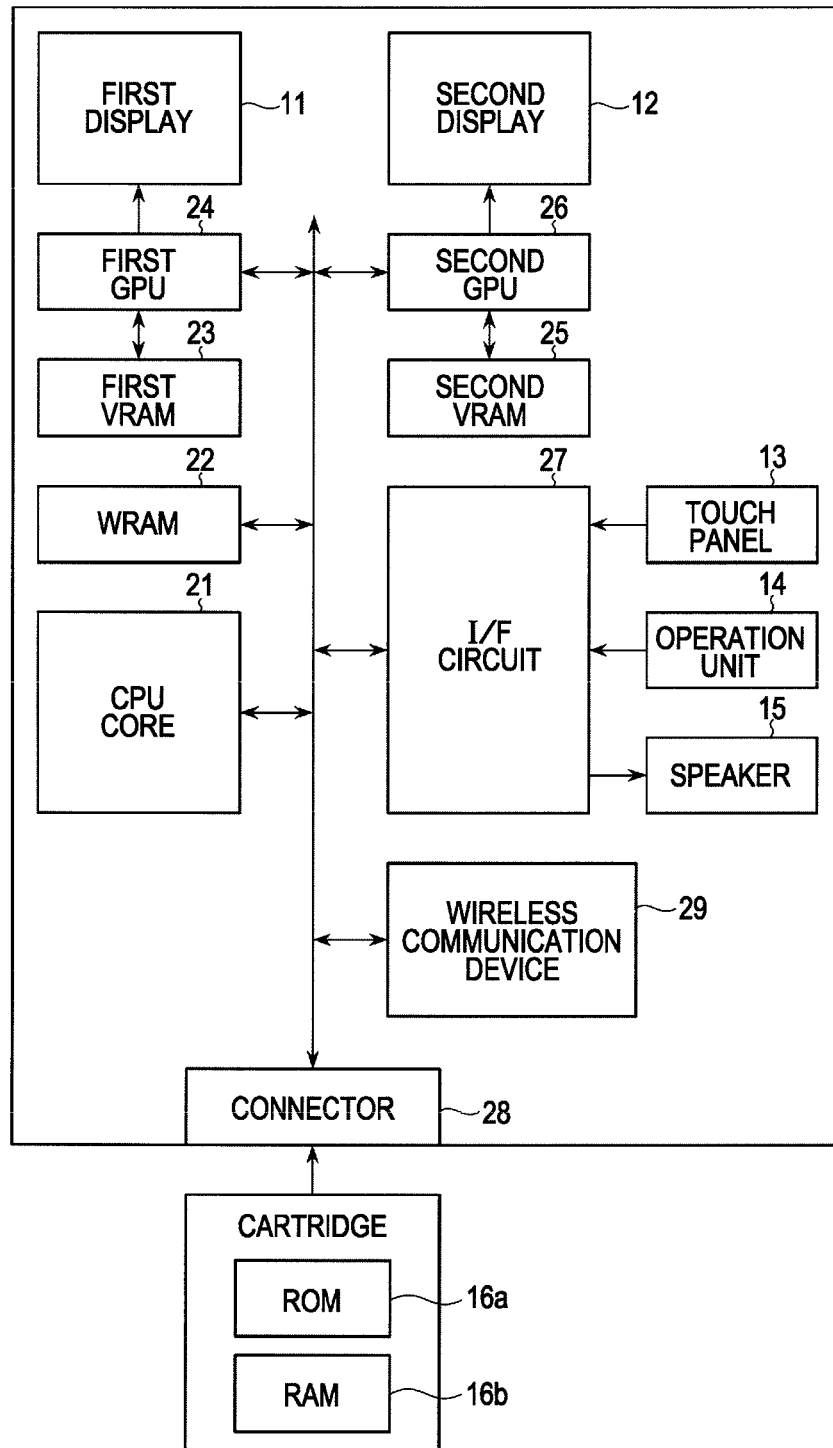 FIRST
DISPLAY
11
SECOND
DISPLAY
12
24
FIRST
GPU
26
SECOND
GPU
23
FIRST
VRAM
25
SECOND
VRAM
22
WRAM
27
I/F
CIRCUIT
13
TOUCH
PANEL
21
CPU
CORE
14
OPERATION
UNIT
15
SPEAKER
WIRELESS
COMMUNICATION
DEVICE
29
CONNECTOR
28
CARTRIDGE
ROM
16a
RAM
16b